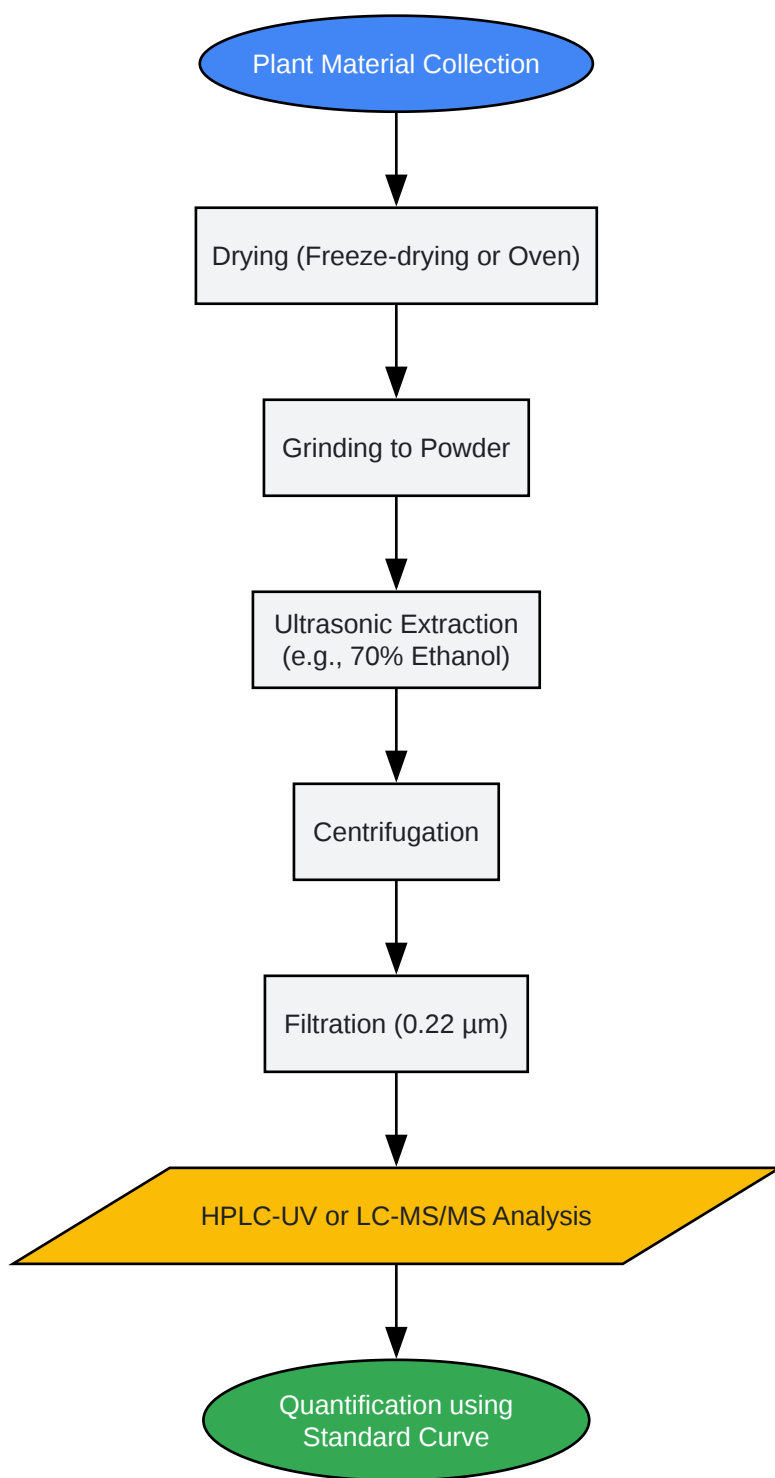 Plant Material Collection
Drying (Freeze-drying or Oven)
Grinding to Powder
Ultrasonic Extraction
(e.g., 70% Ethanol)
Centrifugation
Filtration (0.22 µm)
HPLC-UV or LC-MS/MS Analysis
Quantification using
Standard Curve